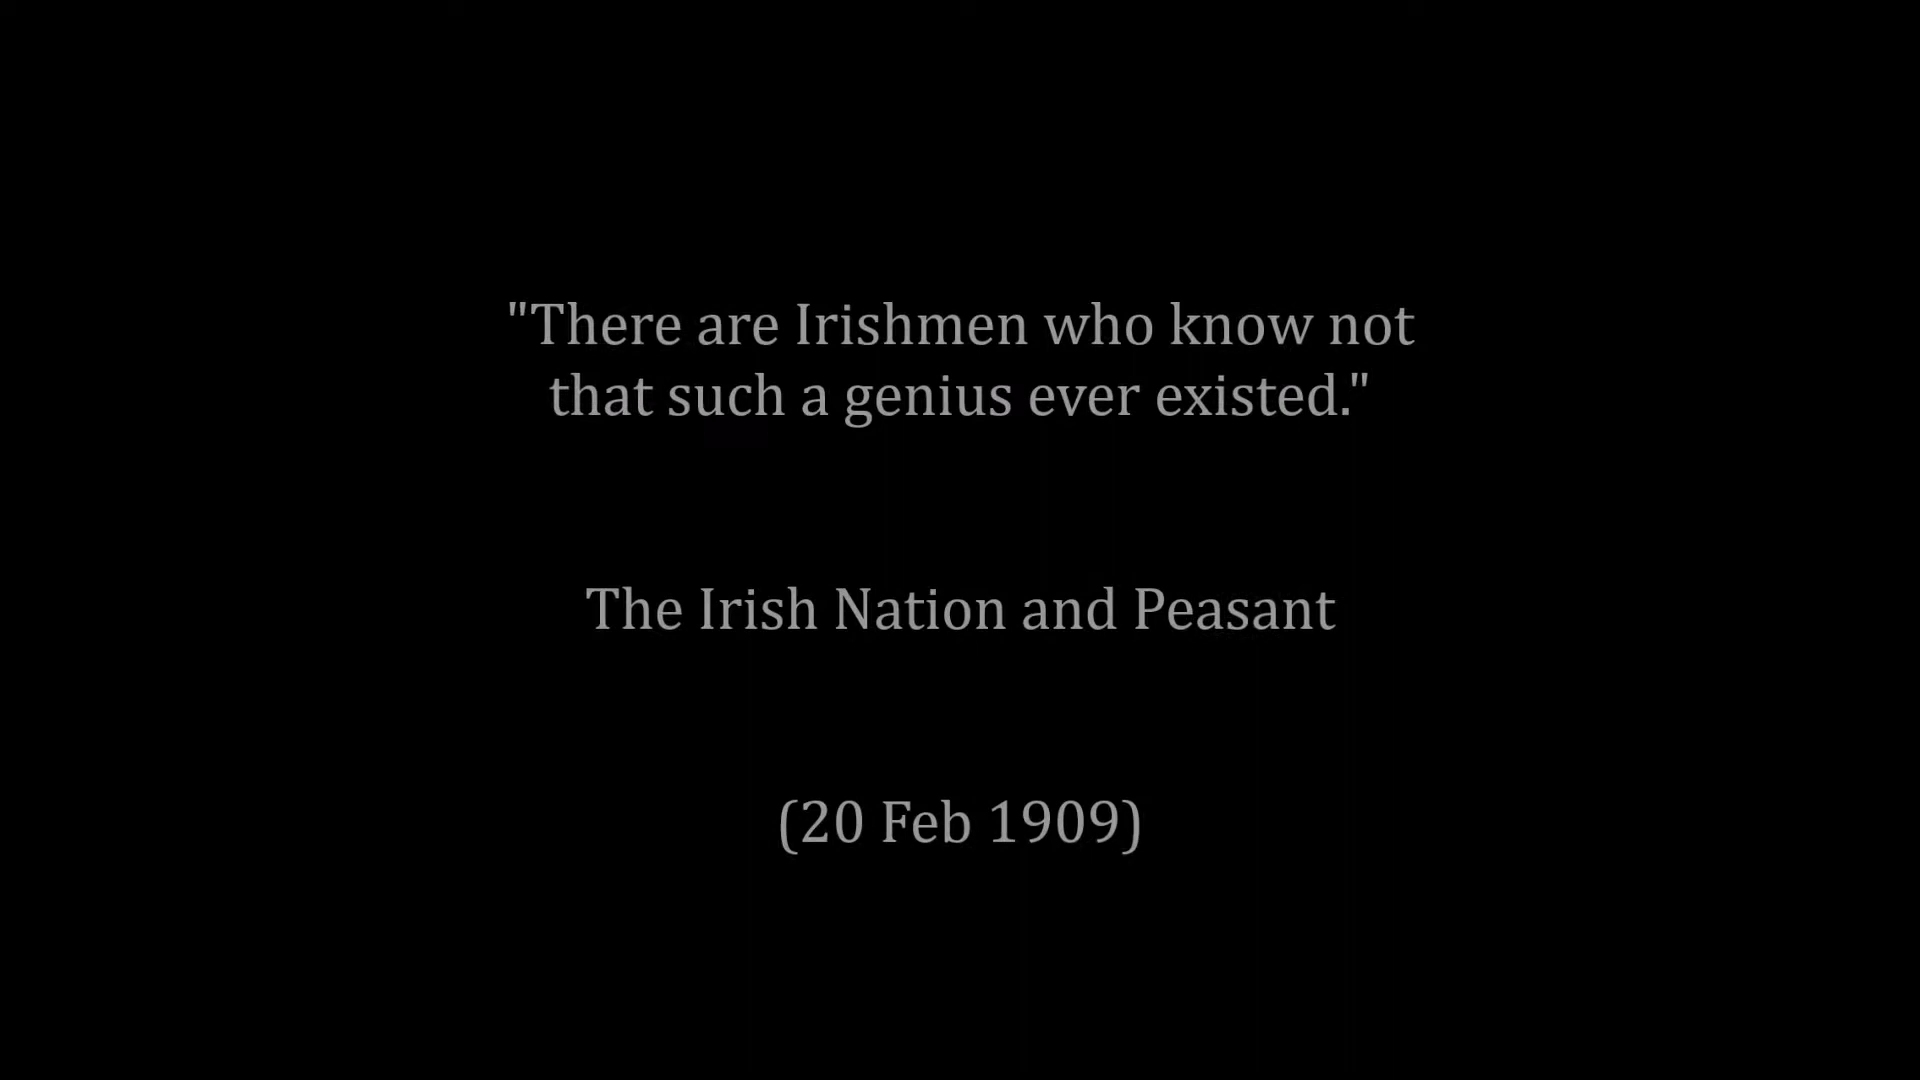 "There are Irishmen who know not
that such a genius ever existed."
The Irish Nation and Peasant
(20 Feb 1909)